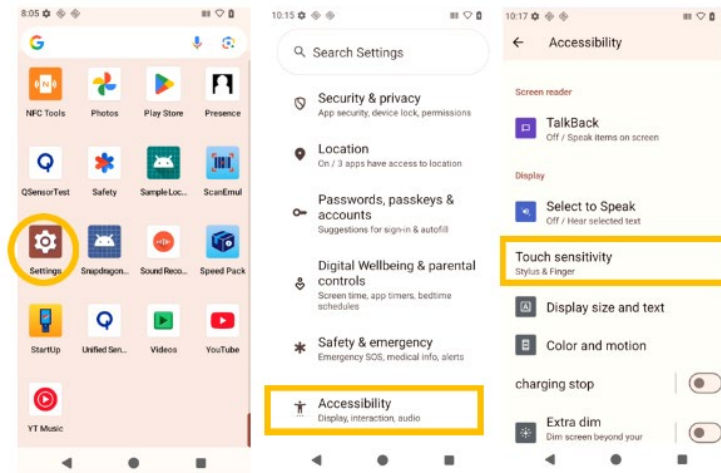 8:05
NFC Tools
Photos
Play Store
Presence
QSensorTest
Safety
Sample Loc...
ScanEmul
Settings
Snapdragon...
Sound Reco...
Speed Pack
StartUp
Unified Sen...
Videos
YouTube
YT Music
10:15
Search Settings
Security & privacy
App security, device lock, permissions
Location
On / 3 apps have access to location
Passwords, passkeys &
accounts
Suggestions for sign-in & autofill
Digital Wellbeing & parental
controls
Screen time, app timers, bedtime
schedules
Safety & emergency
Emergency SOS, medical info, alerts
Accessibility
Display, interaction, audio
10:17
Accessibility
Screen reader
TalkBack
Off / Speak items on screen
Display
Select to Speak
Off / Hear selected text
Touch sensitivity
Stylus & Finger
Display size and text
Color and motion
charging stop
Extra dim
Dim screen beyond your